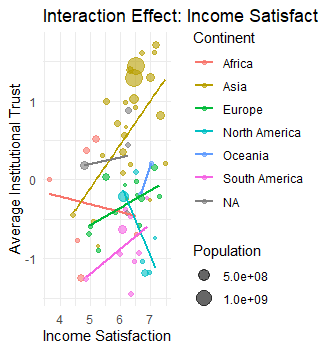 Interaction Effect: Income Satisfact
Continent
Africa
Asia
Europe
North America
Oceania
South America
NA
Population
5.0e+08
1.0e+09
Average Institutional Trust
1
0
-1
4 5 6 7
Income Satisfaction